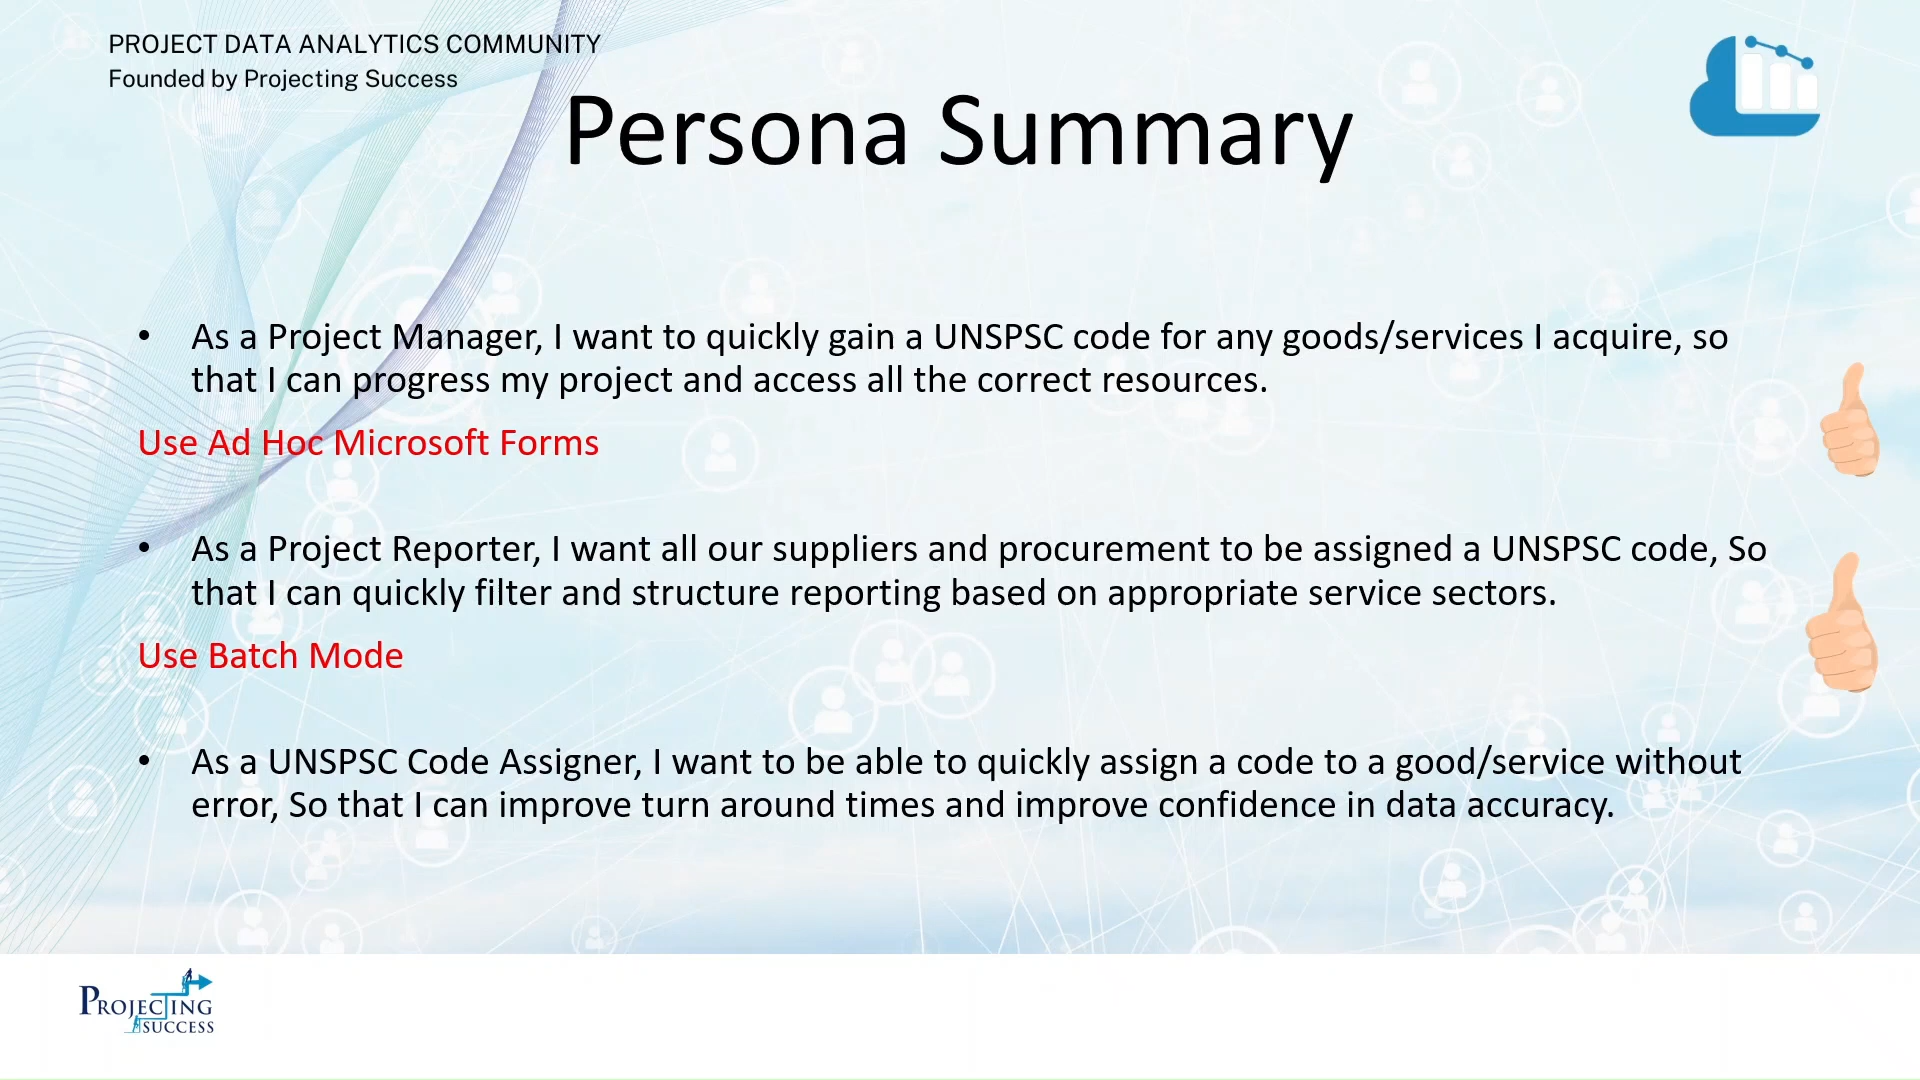 PROJECT DATA ANALYTICS COMMUNITY
Founded by Projecting Success
Persona Summary
• As a Project Manager, I want to quickly gain a UNSPSC code for any goods/services I acquire, so
that I can progress my project and access all the correct resources.
Use Ad Hoc Microsoft Forms
• As a Project Reporter, I want all our suppliers and procurement to be assigned a UNSPSC code, So
that I can quickly filter and structure reporting based on appropriate service sectors.
Use Batch Mode
• As a UNSPSC Code Assigner, I want to be able to quickly assign a code to a good/service without
error, So that I can improve turn around times and improve confidence in data accuracy.
PROJECTING
SUCCESS